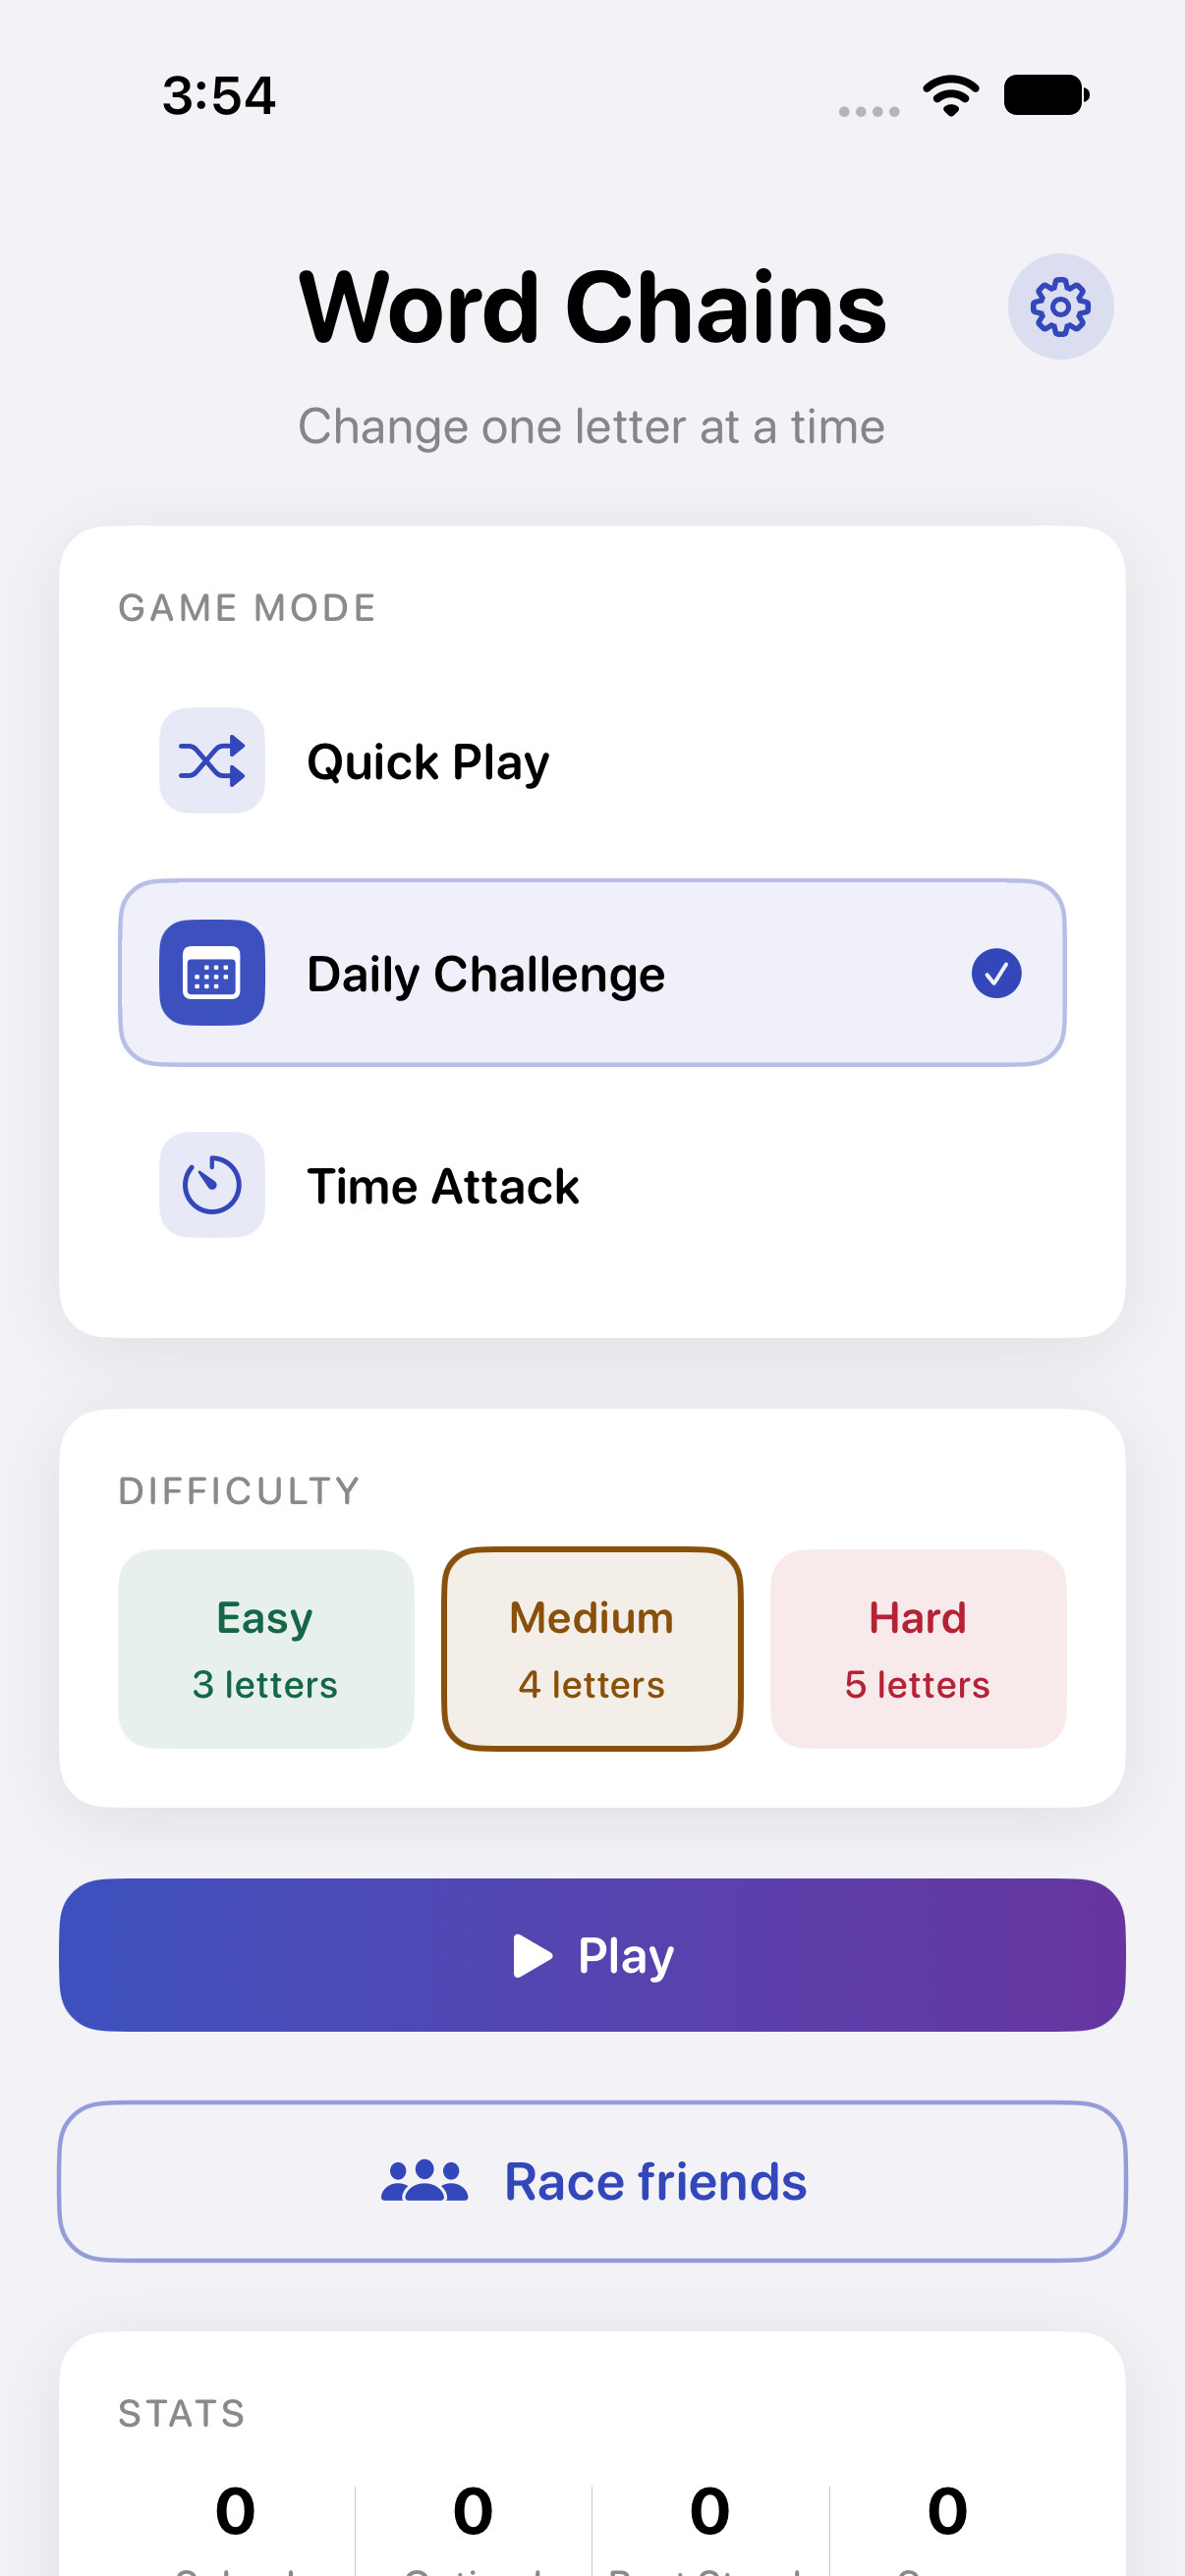 3:54
Word Chains
Change one letter at a time
GAME MODE
Quick Play
Daily Challenge
Time Attack
DIFFICULTY
Easy
Medium
Hard
3 letters
4 letters
5 letters
Play
Race friends
STATS
0 0 0 0